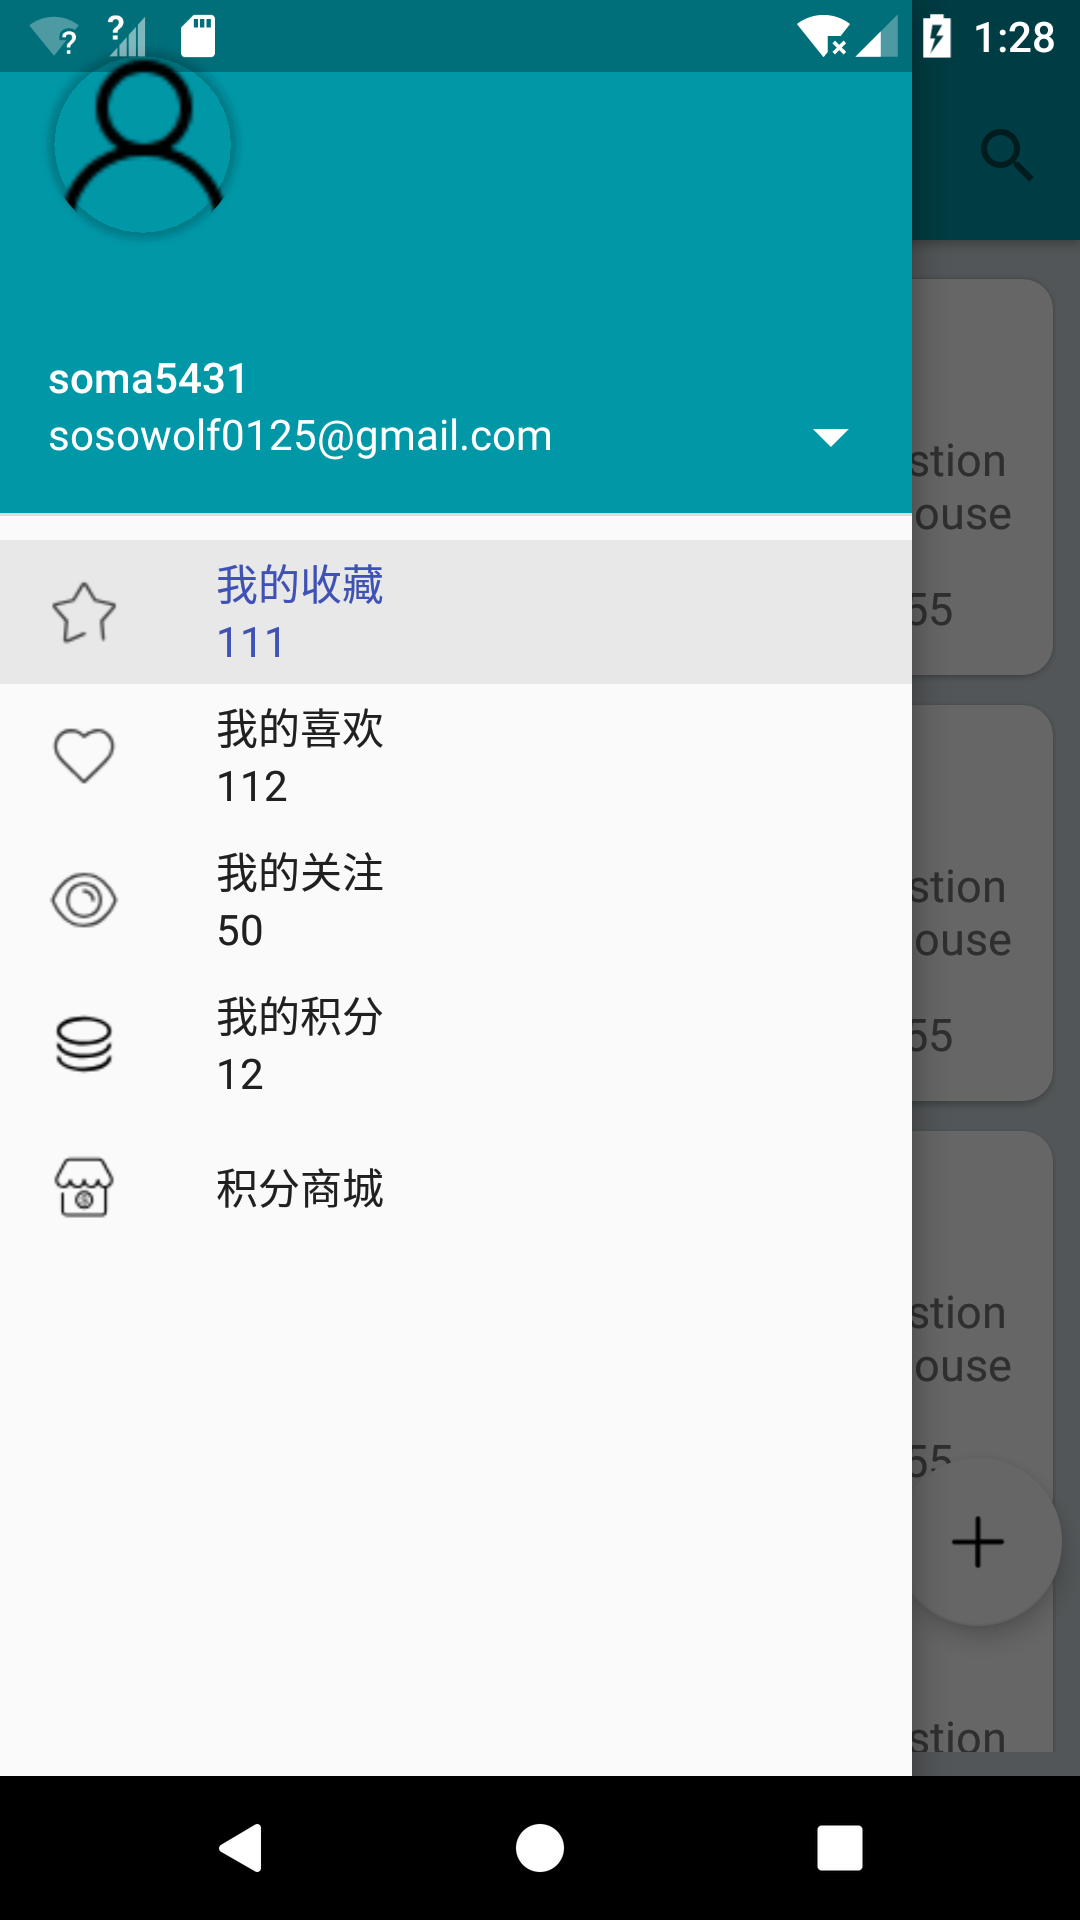 1:28
soma5431
sosowolf0125@gmail.com
我的收藏
111
我的喜欢
112
我的关注
50
我的积分
12
积分商城
stion
ouse
55
stion
ouse
55
stion
ouse
55
stion